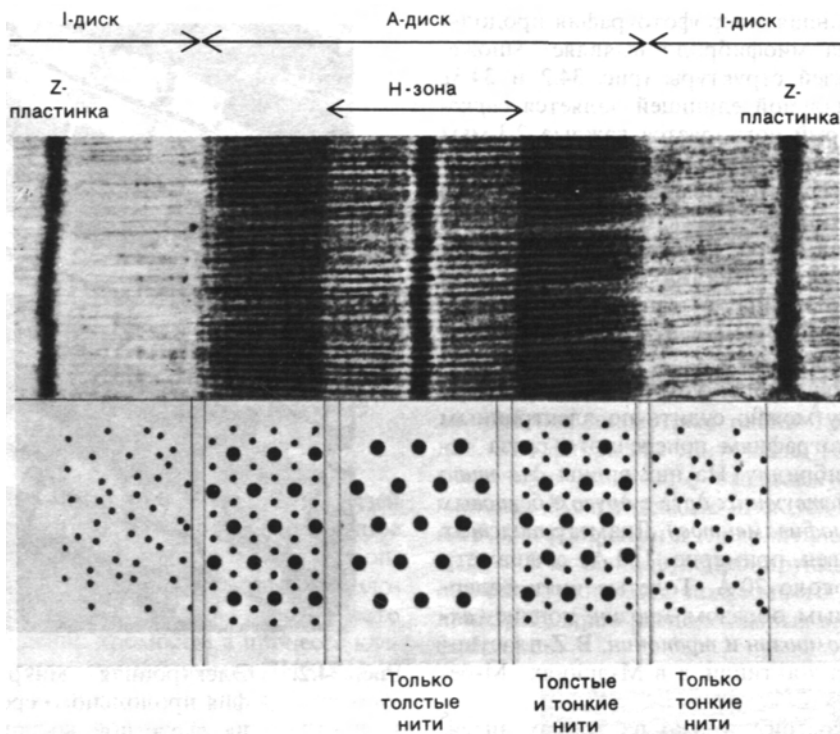 I-диск
А-диск
I-диск
Z-
пластинка
Н-зона
Z-
пластинка
Только
толстые
нити
Толстые
и тонкие
нити
Только
тонкие
нити